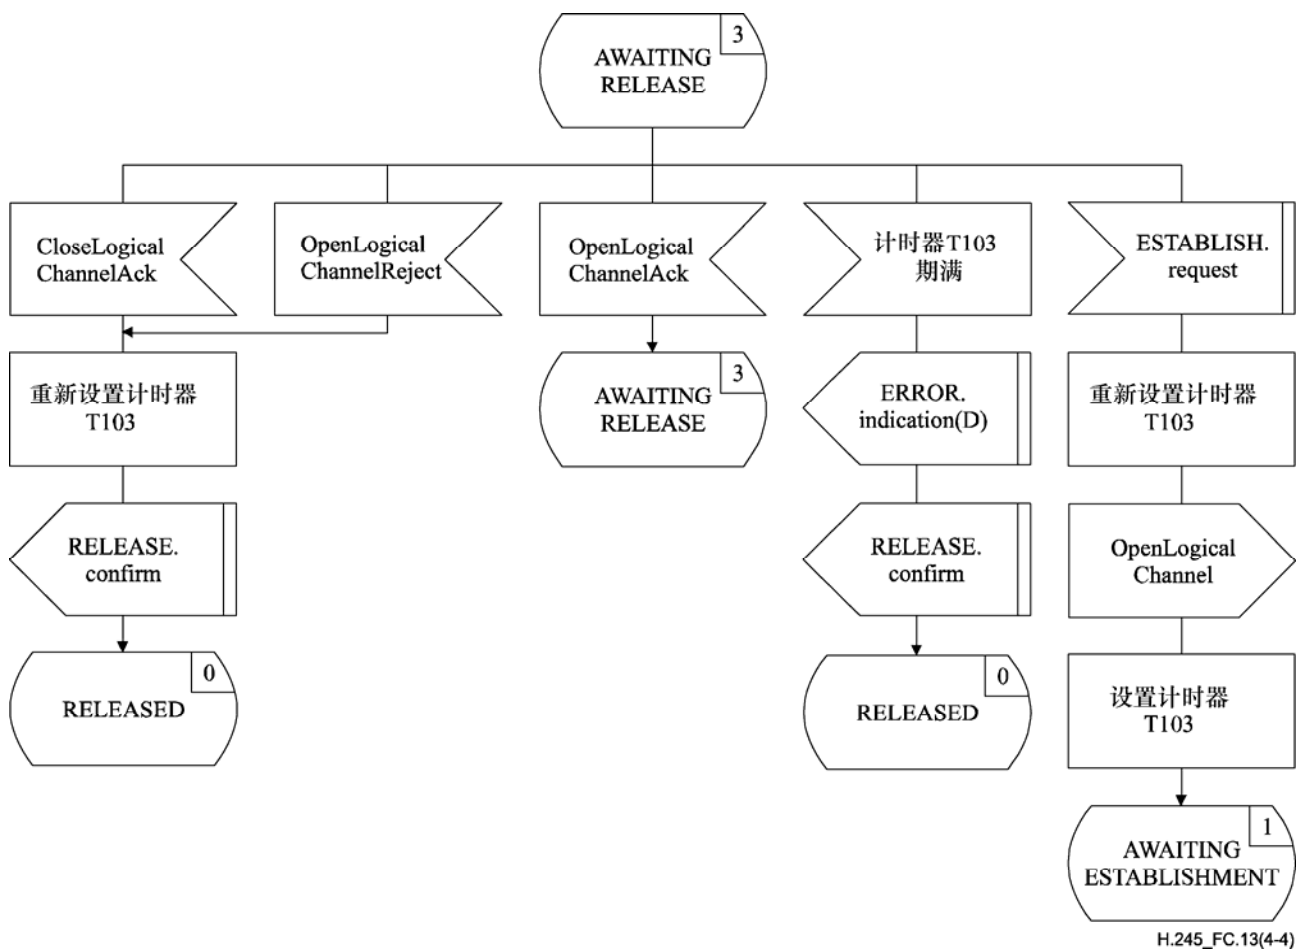 3
AWAITING
RELEASE
CloseLogical
ChannelAck
OpenLogical
ChannelReject
OpenLogical
ChannelAck
计时器T103
期满
ESTABLISH.
request
重新设置计时器
T103
3
AWAITING
RELEASE
ERROR.
indication(D)
重新设置计时器
T103
RELEASE.
confirm
RELEASE.
confirm
OpenLogical
Channel
0
RELEASED
0
RELEASED
设置计时器
T103
1
AWAITING
ESTABLISHMENT
H.245_FC.13(4-4)